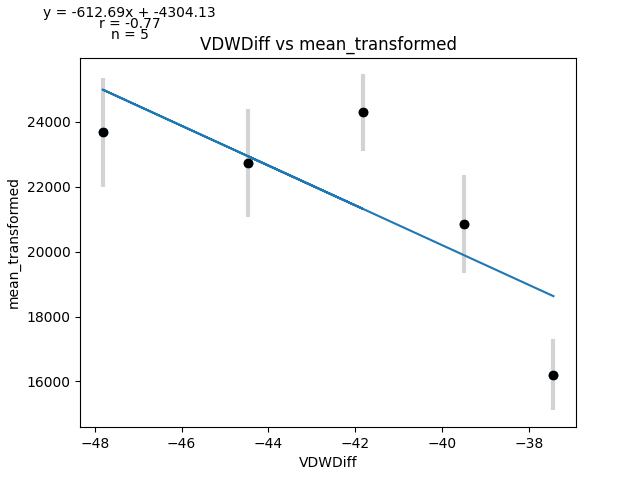 y = -612.69x + -4304.13
r = -0.77
n = 5
VDWDiff vs mean_transformed
mean_transformed
24000
22000
20000
18000
16000
−48
−46
−44
−42
−40
−38
VDWDiff